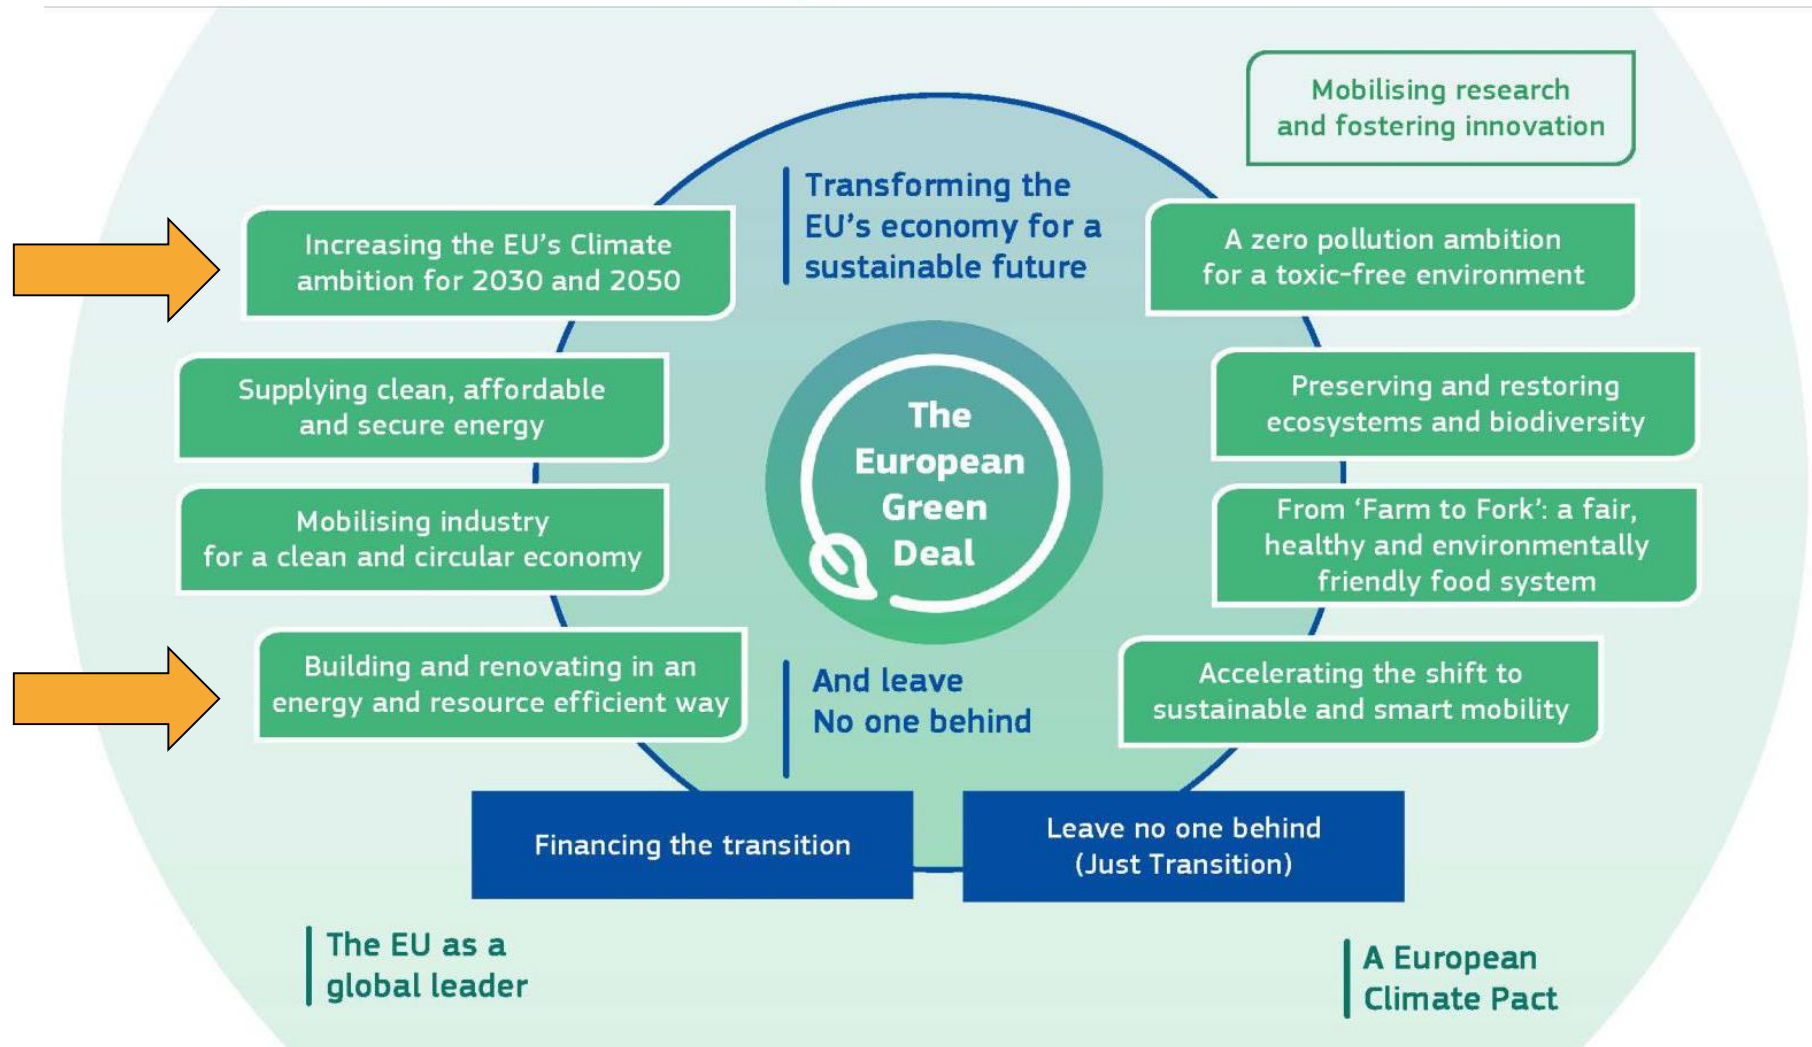 Mobilising research
and fostering innovation
Transforming the
EU's economy for a
sustainable future
Increasing the EU's Climate
ambition for 2030 and 2050
A zero pollution ambition
for a toxic-free environment
Supplying clean, affordable
and secure energy
Preserving and restoring
ecosystems and biodiversity
The
European
Green
Deal
Mobilising industry
for a clean and circular economy
From ‘Farm to Fork’: a fair,
healthy and environmentally
friendly food system
Building and renovating in an
energy and resource efficient way
And leave
No one behind
Accelerating the shift to
sustainable and smart mobility
Financing the transition
Leave no one behind
(Just Transition)
The EU as a
global leader
A European
Climate Pact